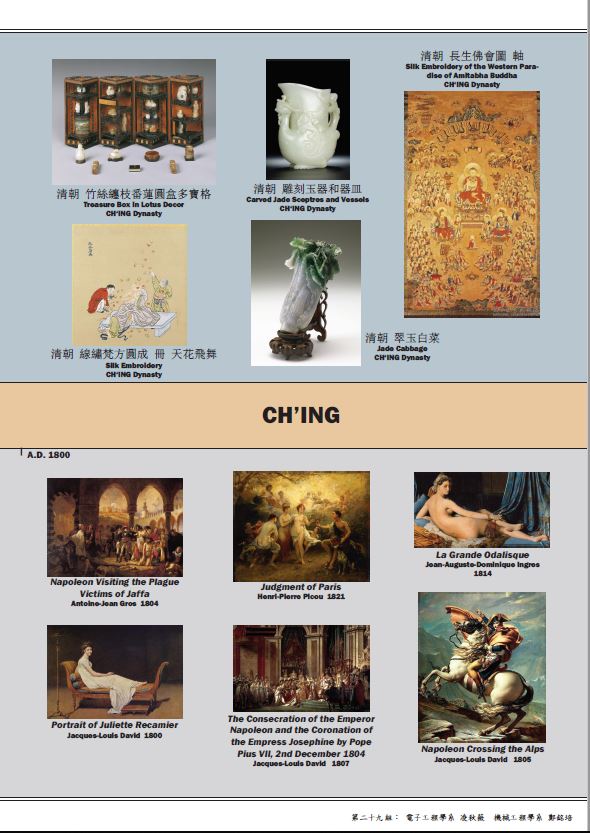 清朝 長生佛會圖 軸
Silk Embroidery of the Western Para-
dise of Amitabha Buddha
CH'ING Dynasty
清朝 竹絲纏枝番蓮圓盒多寶格
Treasure Box in Lotus Decor
CH'ING Dynasty
清朝 雕刻玉器和器皿
Carved Jade Sceptres and Vessels
CH'ING Dynasty
清朝 線繡梵方圓成 冊 天花飛舞
Silk Embroidery
CH'ING Dynasty
清朝 翠玉白菜
Jade Cabbage
CH'ING Dynasty
CH'ING
A.D. 1800
Napoleon Visiting the Plague
Victims of Jaffa
Antoine-Jean Gros 1804
Judgment of Paris
Henri-Pierre Picou 1821
La Grande Odalisque
Jean-Auguste-Dominique Ingres
1814
Portrait of Juliette Recamier
Jacques-Louis David 1800
The Consecration of the Emperor
Napoleon and the Coronation of
the Empress Josephine by Pope
Pius VII, 2nd December 1804
Jacques-Louis David 1807
Napoleon Crossing the Alps
Jacques-Louis David 1805
第二十九組： 電子工程學系 凌秋薇 機械工程學系 鄭銘培